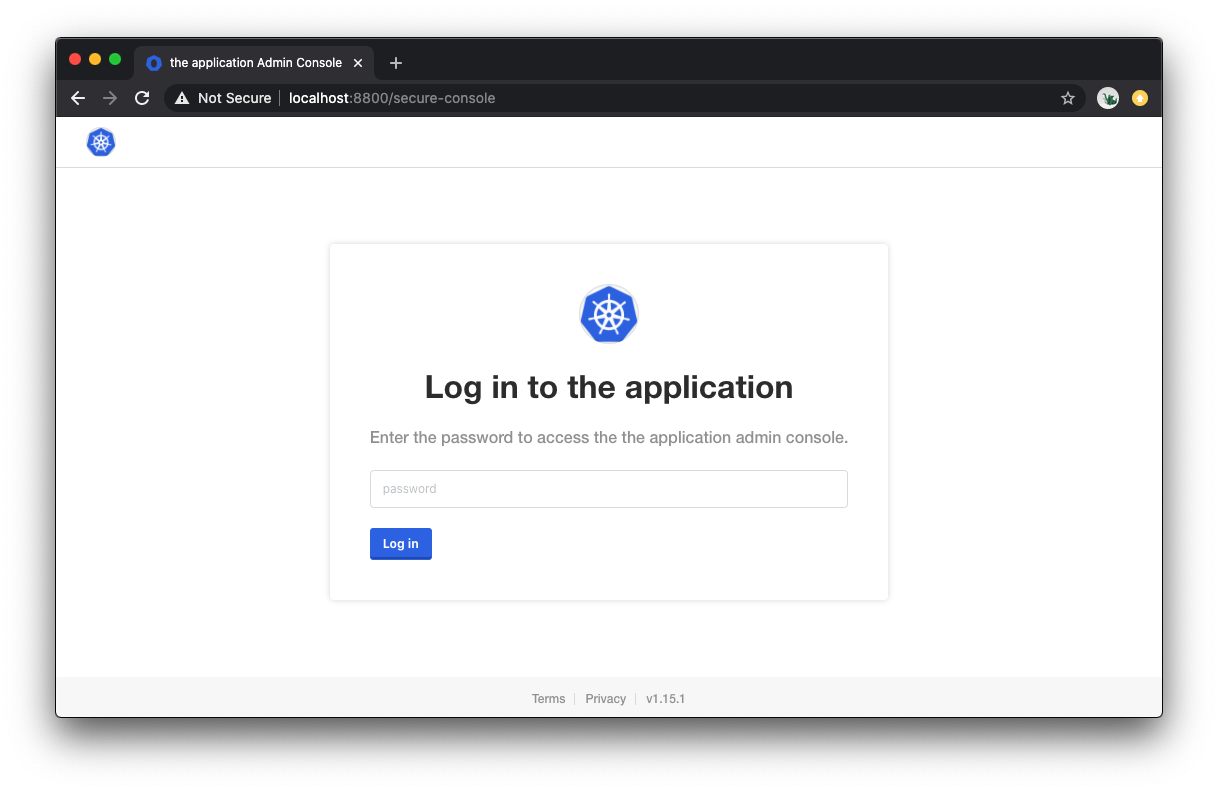 the application Admin Console
Not Secure localhost:8800/secure-console
Log in to the application
Enter the password to access the the application admin console.
password
Log in
Terms Privacy v1.15.1